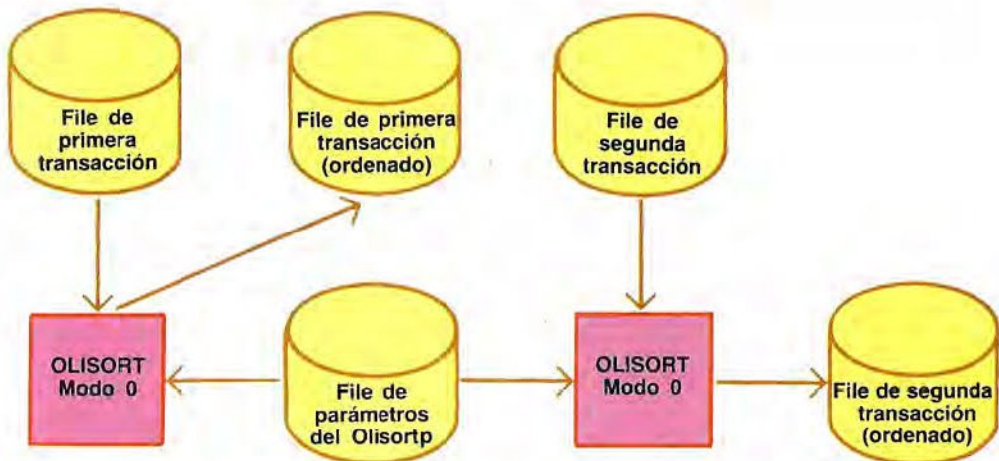 File de
primera
transacción
File de primera
transacción
(ordenado)
File de
segunda
transacción
OLISORT
Modo 0
File de
parámetros
del Olisortp
OLISORT
Modo 0
File de segunda
transacción
(ordenado)